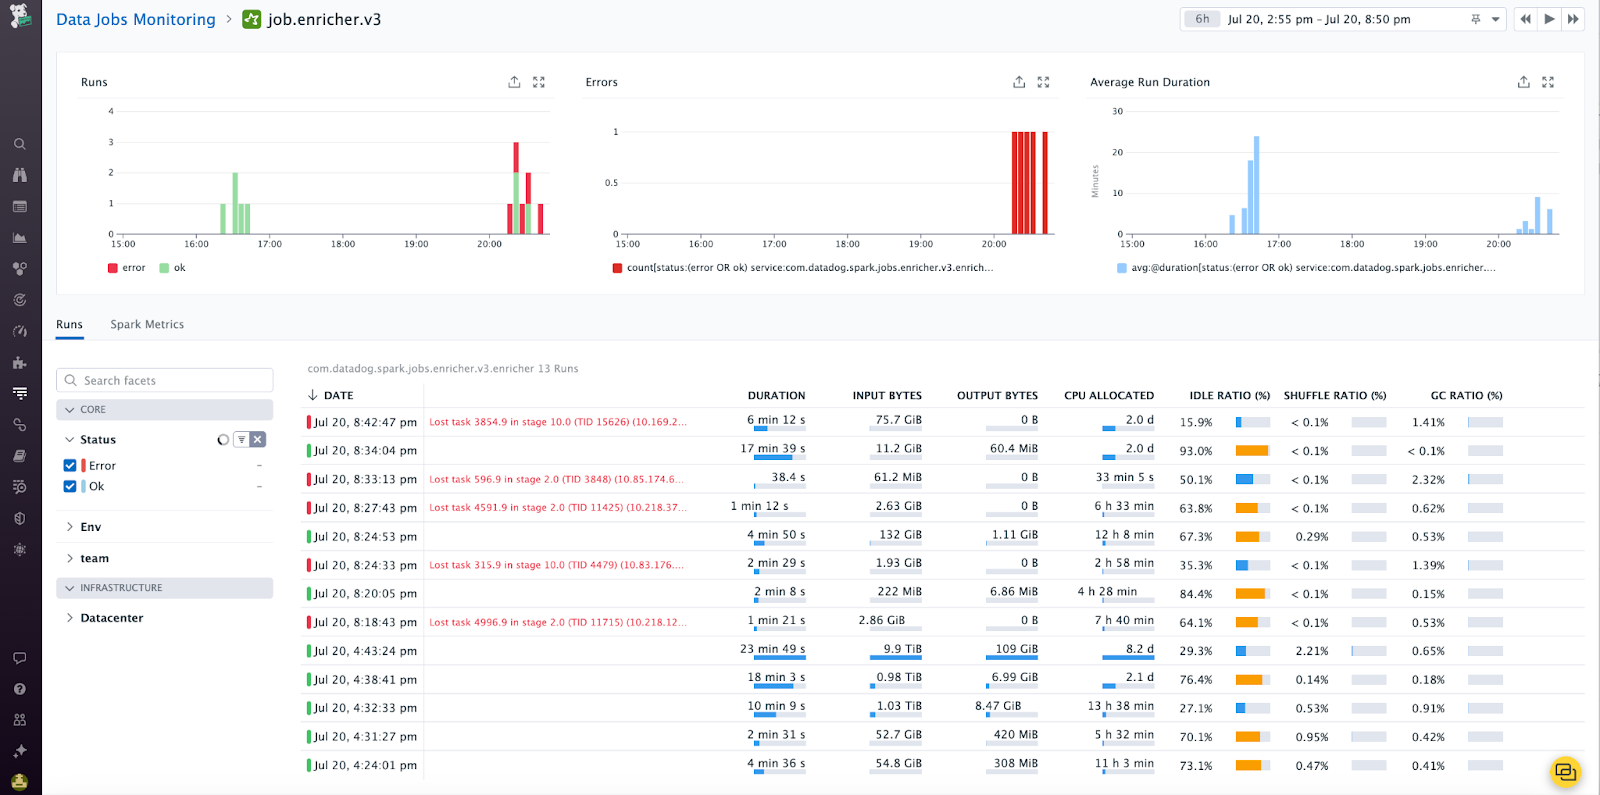 Data Jobs Monitoring > job.enricher.v3
6h Jul 20, 2:55 pm – Jul 20, 8:50 pm
Runs
4
3
2
1
0
15:00 16:00 17:00 18:00 19:00 20:00
error ok
Errors
1
0.5
0
15:00 16:00 17:00 18:00 19:00 20:00
count[status:(error OR ok) service:com.datadog.spark.jobs.enricher.v3.enrich...
Average Run Duration
Minutes
30
20
10
0
15:00 16:00 17:00 18:00 19:00 20:00
avg:@duration[status:(error OR ok) service:com.datadog.spark.jobs.enricher....
Runs Spark Metrics
Search facets
CORE
Status
Error –
Ok –
Env
team
INFRASTRUCTURE
Datacenter
com.datadog.spark.jobs.enricher.v3.enricher 13 Runs
DATE DURATION INPUT BYTES OUTPUT BYTES CPU ALLOCATED IDLE RATIO (%) SHUFFLE RATIO (%) GC RATIO (%)
Jul 20, 8:42:47 pm Lost task 3854.9 in stage 10.0 (TID 15626) (10.169.2... 6 min 12 s 75.7 GiB 0 B 2.0 d 15.9% < 0.1% 1.41%
Jul 20, 8:34:04 pm 17 min 39 s 11.2 GiB 60.4 MiB 2.0 d 93.0% < 0.1% < 0.1%
Jul 20, 8:33:13 pm Lost task 596.9 in stage 2.0 (TID 3848) (10.85.174.6... 38.4 s 61.2 MiB 0 B 33 min 5 s 50.1% < 0.1% 2.32%
Jul 20, 8:27:43 pm Lost task 4591.9 in stage 2.0 (TID 11425) (10.218.37... 1 min 12 s 2.63 GiB 0 B 6 h 33 min 63.8% < 0.1% 0.62%
Jul 20, 8:24:53 pm 4 min 50 s 132 GiB 1.11 GiB 12 h 8 min 67.3% 0.29% 0.53%
Jul 20, 8:24:33 pm Lost task 315.9 in stage 10.0 (TID 4479) (10.83.176.... 2 min 29 s 1.93 GiB 0 B 2 h 58 min 35.3% < 0.1% 1.39%
Jul 20, 8:20:05 pm 2 min 8 s 222 MiB 6.86 MiB 4 h 28 min 84.4% < 0.1% 0.15%
Jul 20, 8:18:43 pm Lost task 4996.9 in stage 2.0 (TID 11715) (10.218.12... 1 min 21 s 2.86 GiB 0 B 7 h 40 min 64.1% < 0.1% 0.53%
Jul 20, 4:43:24 pm 23 min 49 s 9.9 TiB 109 GiB 8.2 d 29.3% 2.21% 0.65%
Jul 20, 4:38:41 pm 18 min 3 s 0.98 TiB 6.99 GiB 2.1 d 76.4% 0.14% 0.18%
Jul 20, 4:32:33 pm 10 min 9 s 1.03 TiB 8.47 GiB 13 h 38 min 27.1% 0.53% 0.91%
Jul 20, 4:31:27 pm 2 min 31 s 52.7 GiB 420 MiB 5 h 32 min 70.1% 0.95% 0.42%
Jul 20, 4:24:01 pm 4 min 36 s 54.8 GiB 308 MiB 11 h 3 min 73.1% 0.47% 0.41%